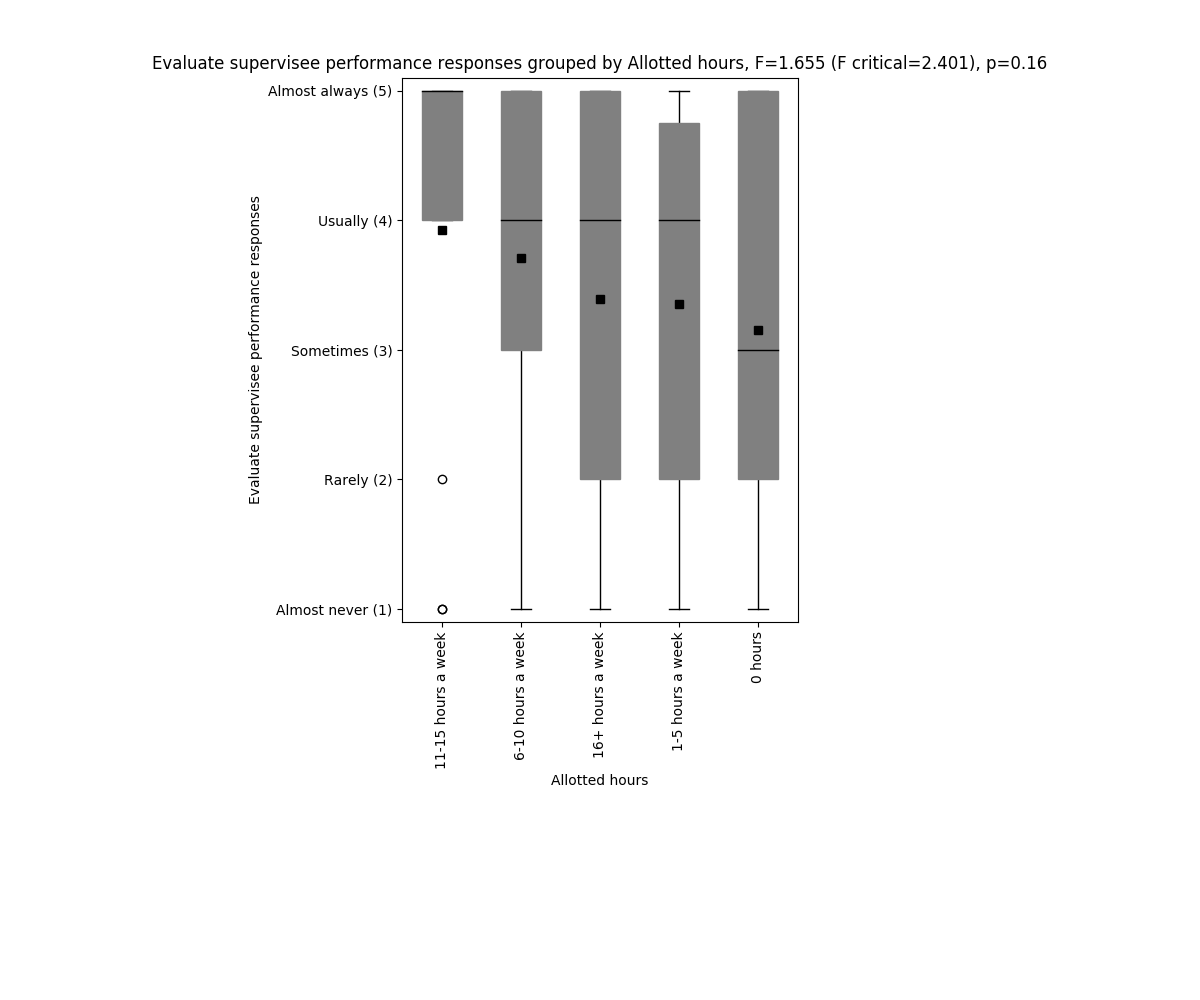 Evaluate supervisee performance responses grouped by Allotted hours, F=1.655 (F critical=2.401), p=0.16
Evaluate supervisee performance responses
Almost always (5)
Usually (4)
Sometimes (3)
Rarely (2)
Almost never (1)
11-15 hours a week
6-10 hours a week
16+ hours a week
1-5 hours a week
0 hours
Allotted hours